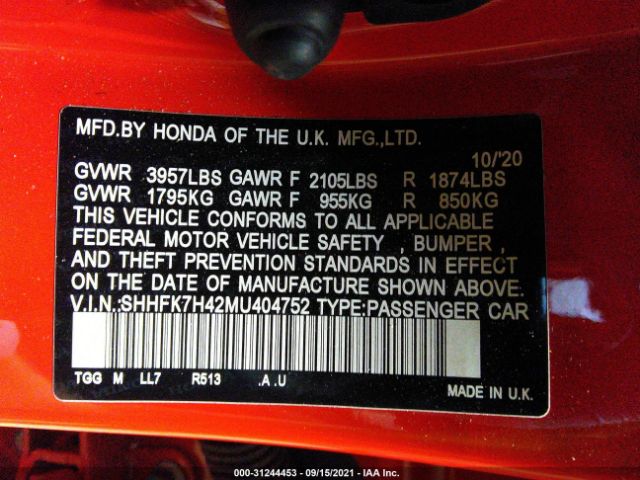 MFD.BY HONDA OF THE U.K. MFG.,LTD.
10/'20
GVWR 3957LBS GAWR F 2105LBS R 1874LBS
GVWR 1795KG GAWR F 955KG R 850KG
THIS VEHICLE CONFORMS TO ALL APPLICABLE
FEDERAL MOTOR VEHICLE SAFETY , BUMPER ,
AND THEFT PREVENTION STANDARDS IN EFFECT
ON THE DATE OF MANUFACTURE SHOWN ABOVE.
V.I.N.:SHHFK7H42MU404752 TYPE:PASSENGER CAR
TGG M LL7 R513 .A .U
MADE IN U.K.
000-31244453 - 09/15/2021 - IAA Inc.